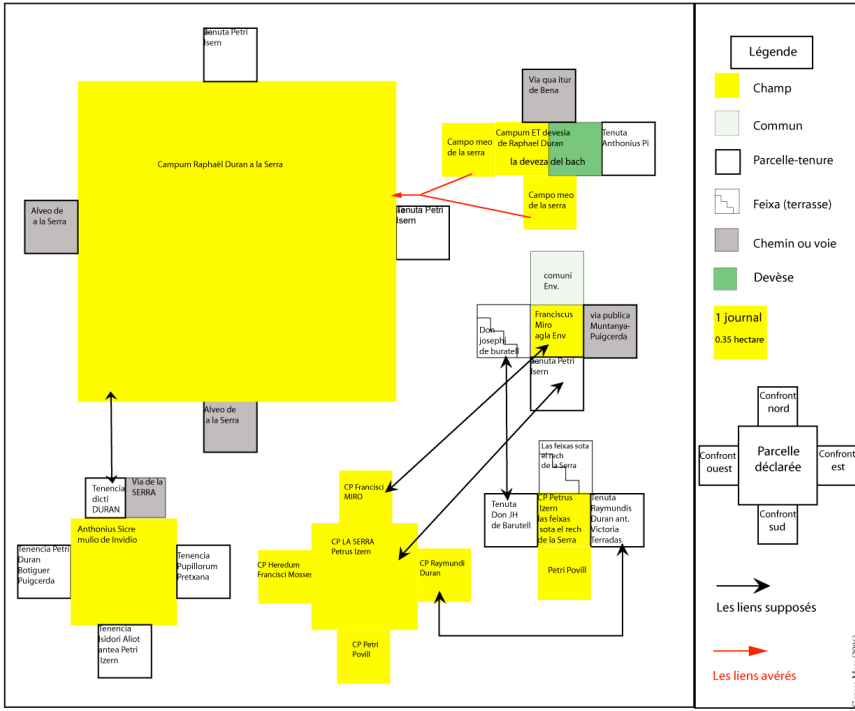 Tenuta Petri
Isern
Campum Raphaél Duran a la Serra
Alveo de
a la Serra
Tenuta Petri
Isern
Alveo de
a la Serra
Via qua itur
de Bena
Campo meo
de la serra
Campum ET devesia
de Raphael Duran
la deveza del bach
Tenuta
Anthonius Pi
Campo meo
de la serra
comuni
Env.
Don
josephi
de buratell
Franciscus
Miro
agla Env
via publica
Muntanya-
Puigcerda
Tenuta Petri
Isern
Tenencia
dicti
DURAN
Via de la
SERRA
Anthonius Sicre
mulio de Invidio
Tenencia Petri
Duran
Botiguer
Puigcerda
Tenencia
Pupillorum
Pretxana
Tenencia
Isidori Aliot
antea Petri
Izern
CP Francisci
MIRO
CP LA SERRA
Petrus Izern
CP Heredum
Francisci Mosses
CP Raymundi
Duran
CP Petri
Povill
Las feixas sota
el rech
de la Serra
Tenuta
Don JH
de Barutell
CP Petrus
Izern
las feixas
sota el rech
de la Serra
Tenuta
Raymundis
Duran ant.
Victoria
Terradas
Petri Povill
Légende
Champ
Commun
Parcelle-tenure
Feixa (terrasse)
Chemin ou voie
Devèse
1 journal
0.35 hectare
Confront
nord
Confront
ouest
Parcelle
déclarée
Confront
est
Confront
sud
Les liens supposés
Les liens avérés